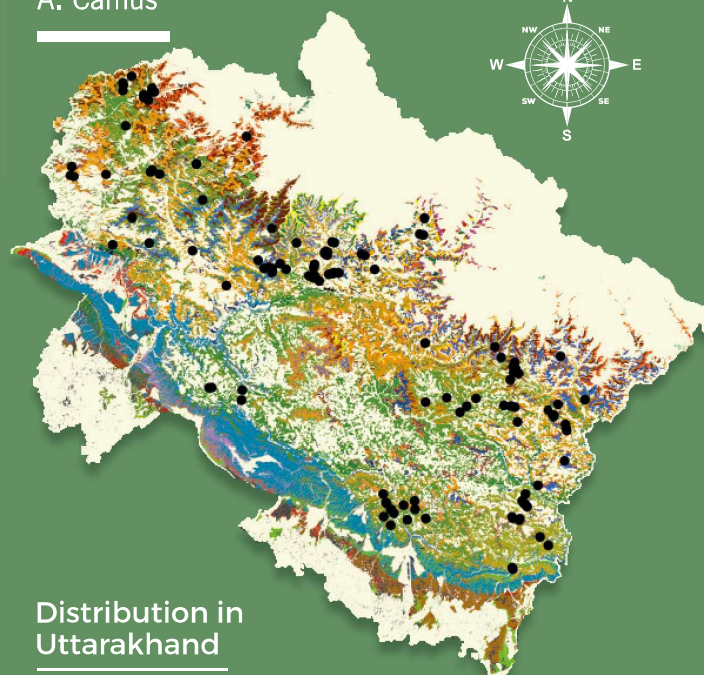 A. Camus
N
NW
NE
W
E
SW
SE
S
Distribution in
Uttarakhand